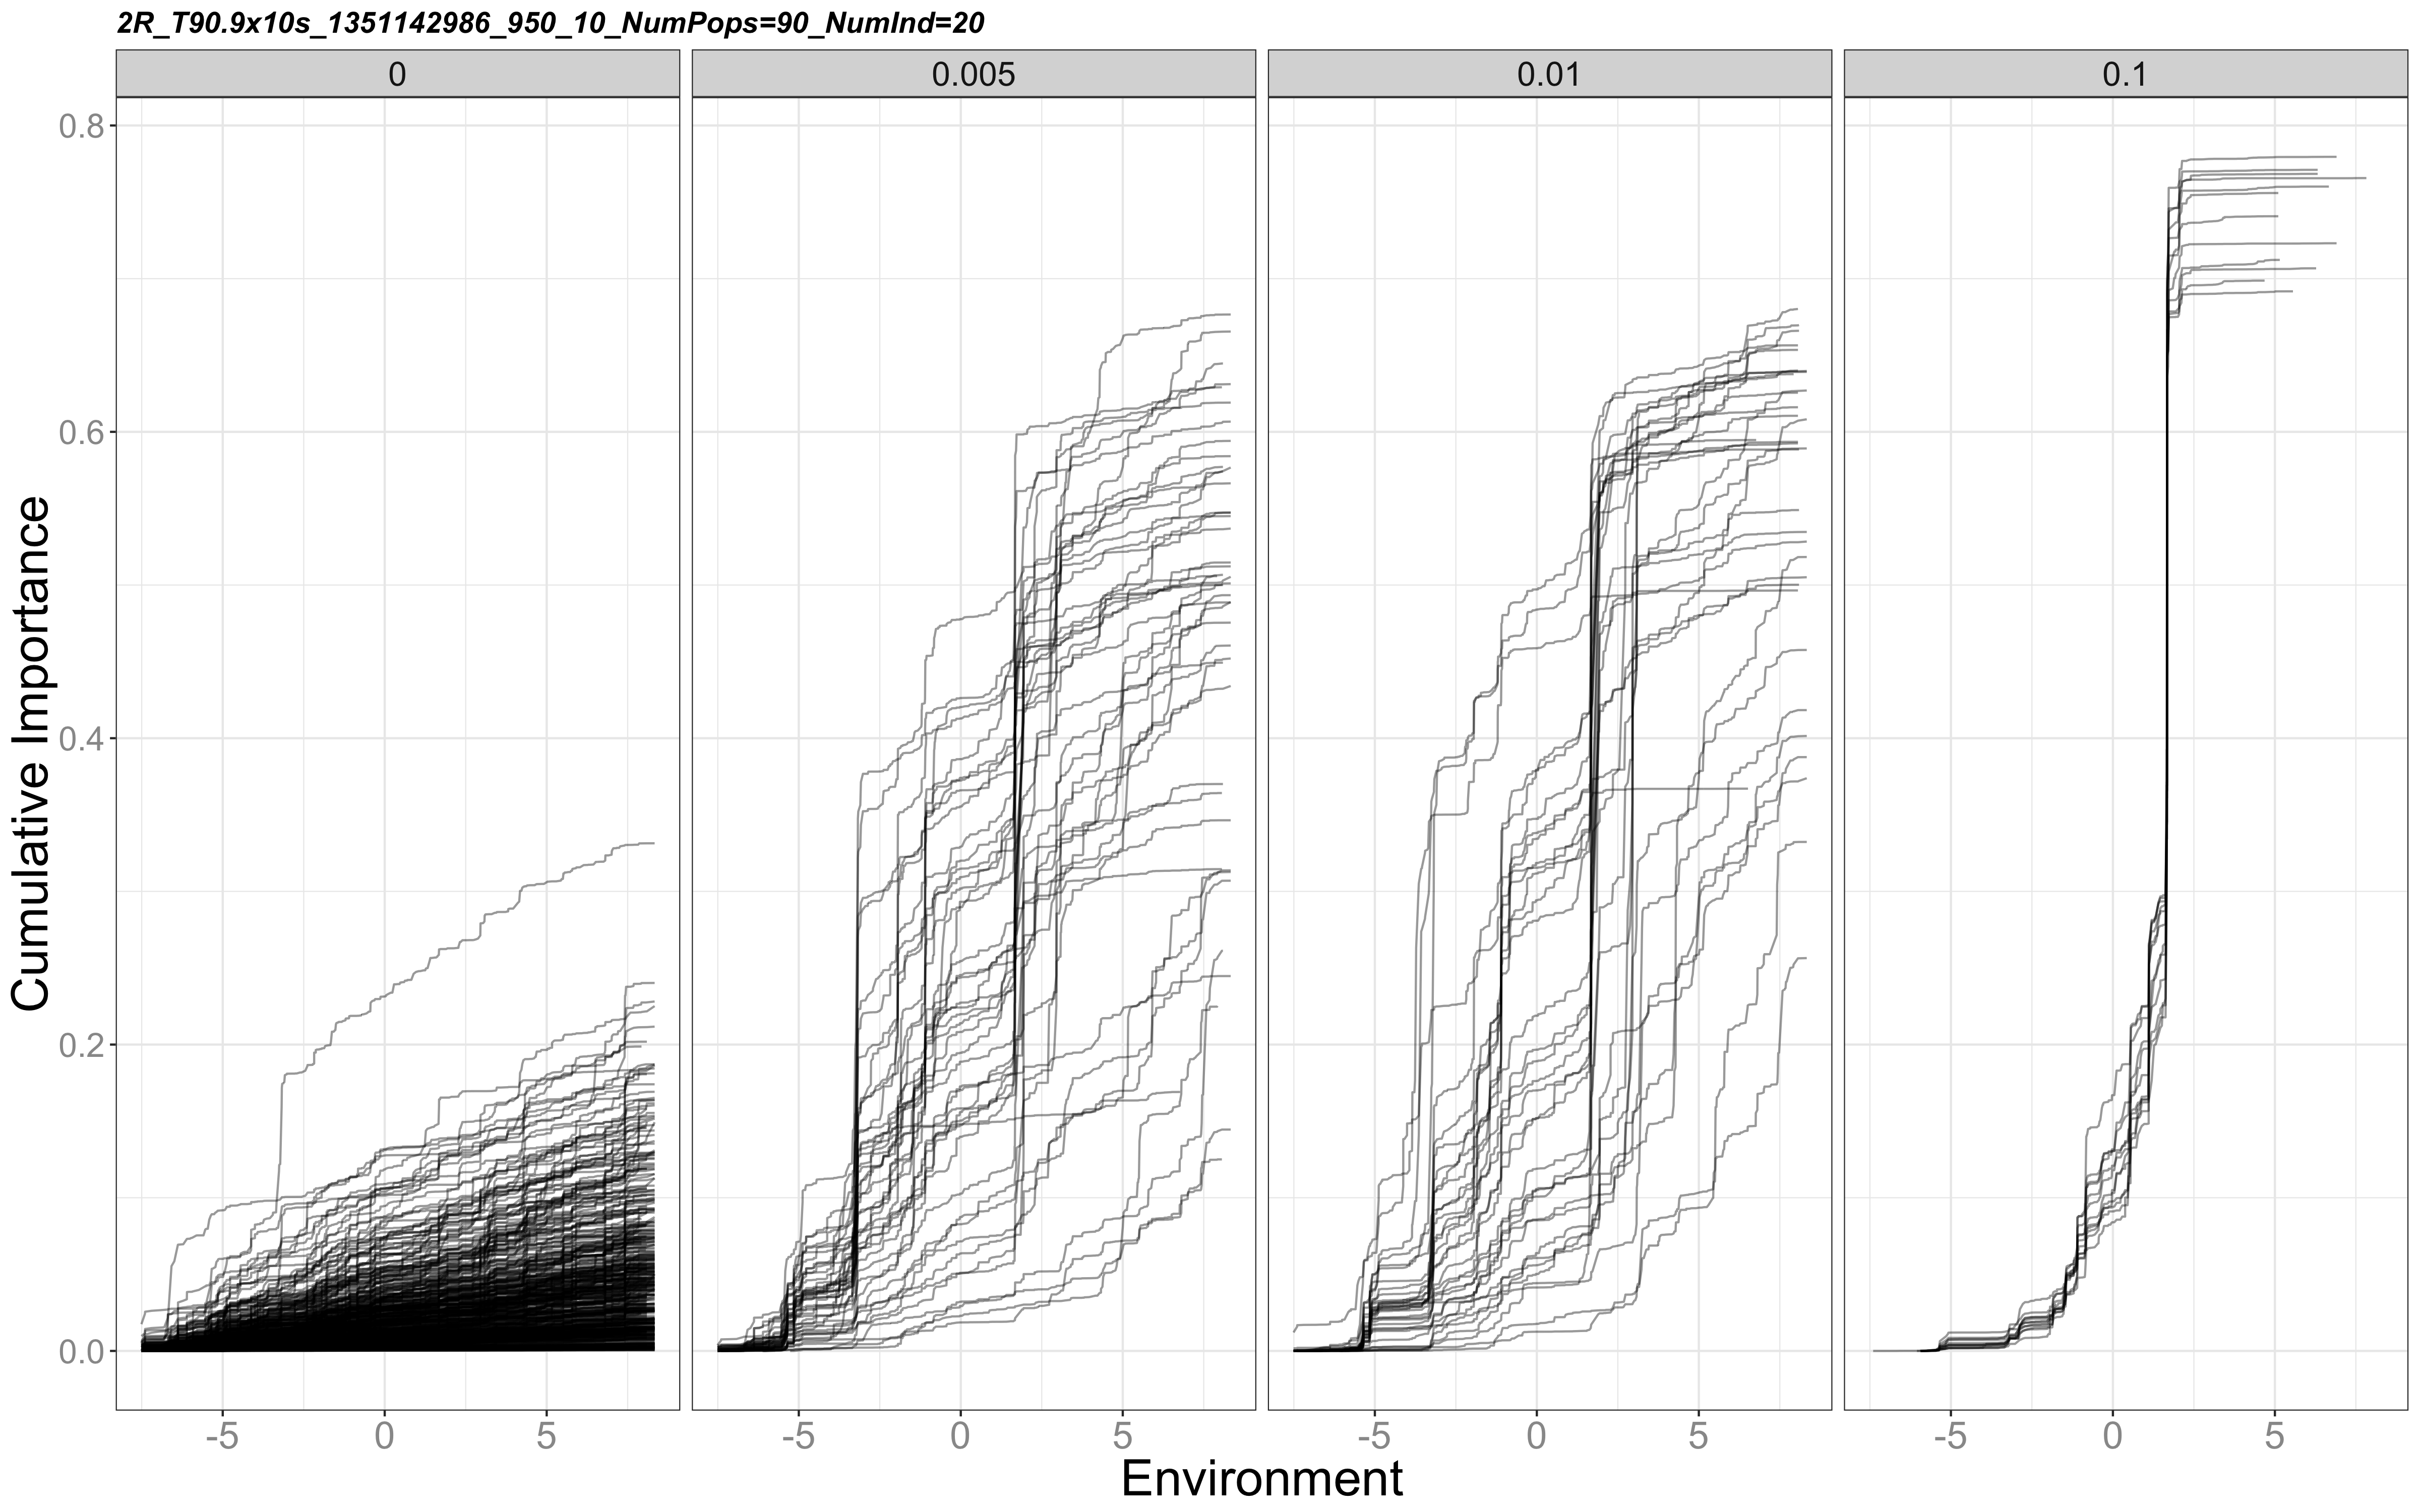 2R_T90.9x10s_1351142986_950_10_NumPops=90_NumInd=20
0 0.005 0.01 0.1
Cumulative Importance
0.8
0.6
0.4
0.2
0.0
-5 0 5 -5 0 5 -5 0 5 -5 0 5
Environment